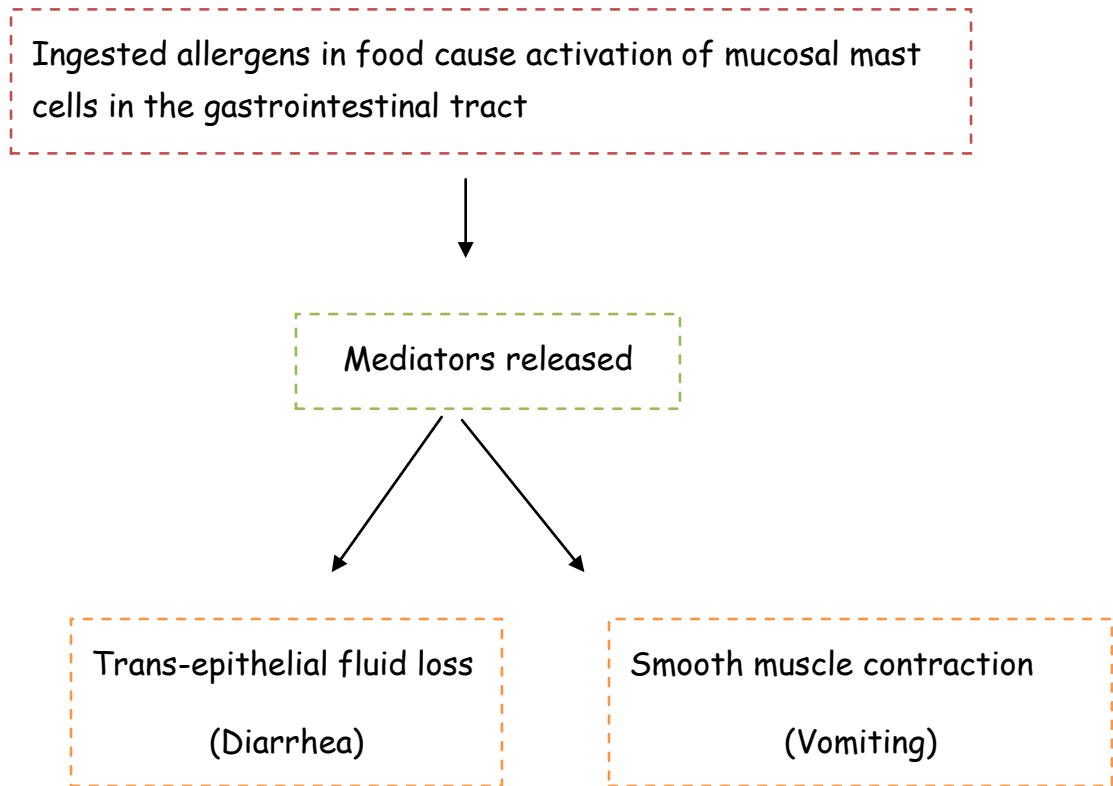 Ingested allergens in food cause activation of mucosal mast
cells in the gastrointestinal tract
Mediators released
Trans-epithelial fluid loss
(Diarrhea)
Smooth muscle contraction
(Vomiting)